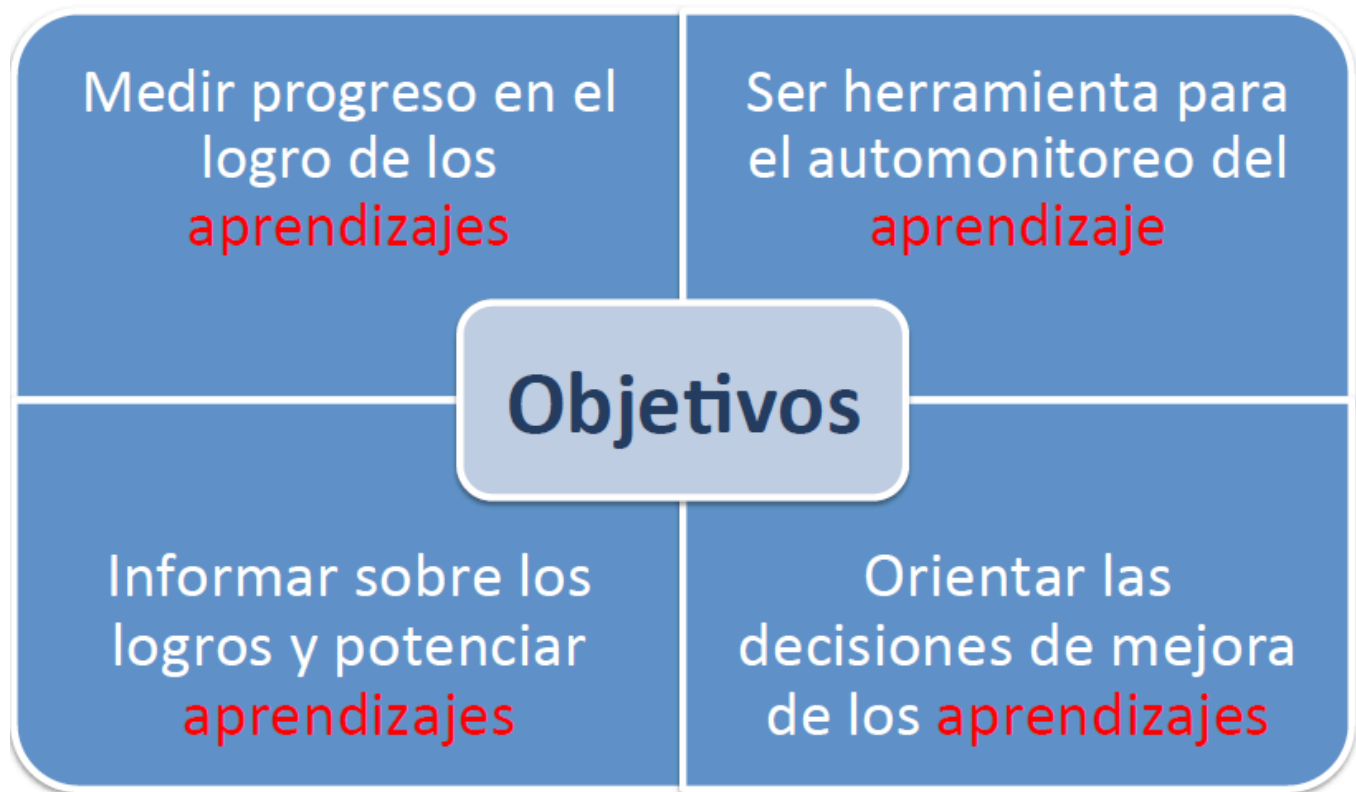 Medir progreso en el
logro de los
aprendizajes
Ser herramienta para
el automonitoreo del
aprendizaje
Objetivos
Informar sobre los
logros y potenciar
aprendizajes
Orientar las
decisiones de mejora
de los aprendizajes